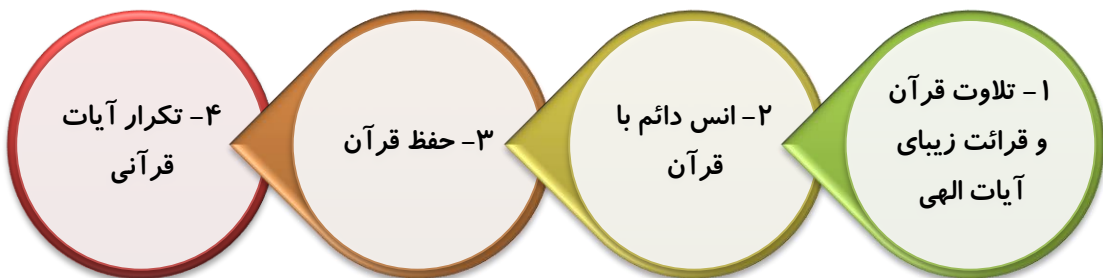 ۱- تلاوت قرآن
و قرائت زیبای
آیات الهی
۲- انس دائم با
قرآن
۳- حفظ قرآن
۴- تکرار آیات
قرآنی